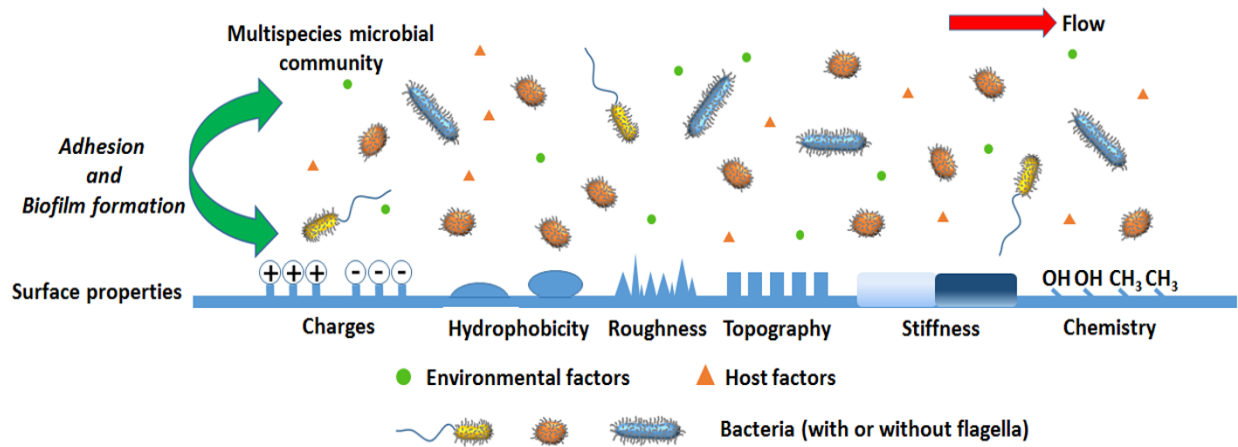 Multispecies microbial
community
Flow
Adhesion
and
Biofilm formation
+ + + - - -
Surface properties
OH OH CH₃ CH₃
Charges Hydrophobicity Roughness Topography Stiffness Chemistry
Environmental factors Host factors
Bacteria (with or without flagella)